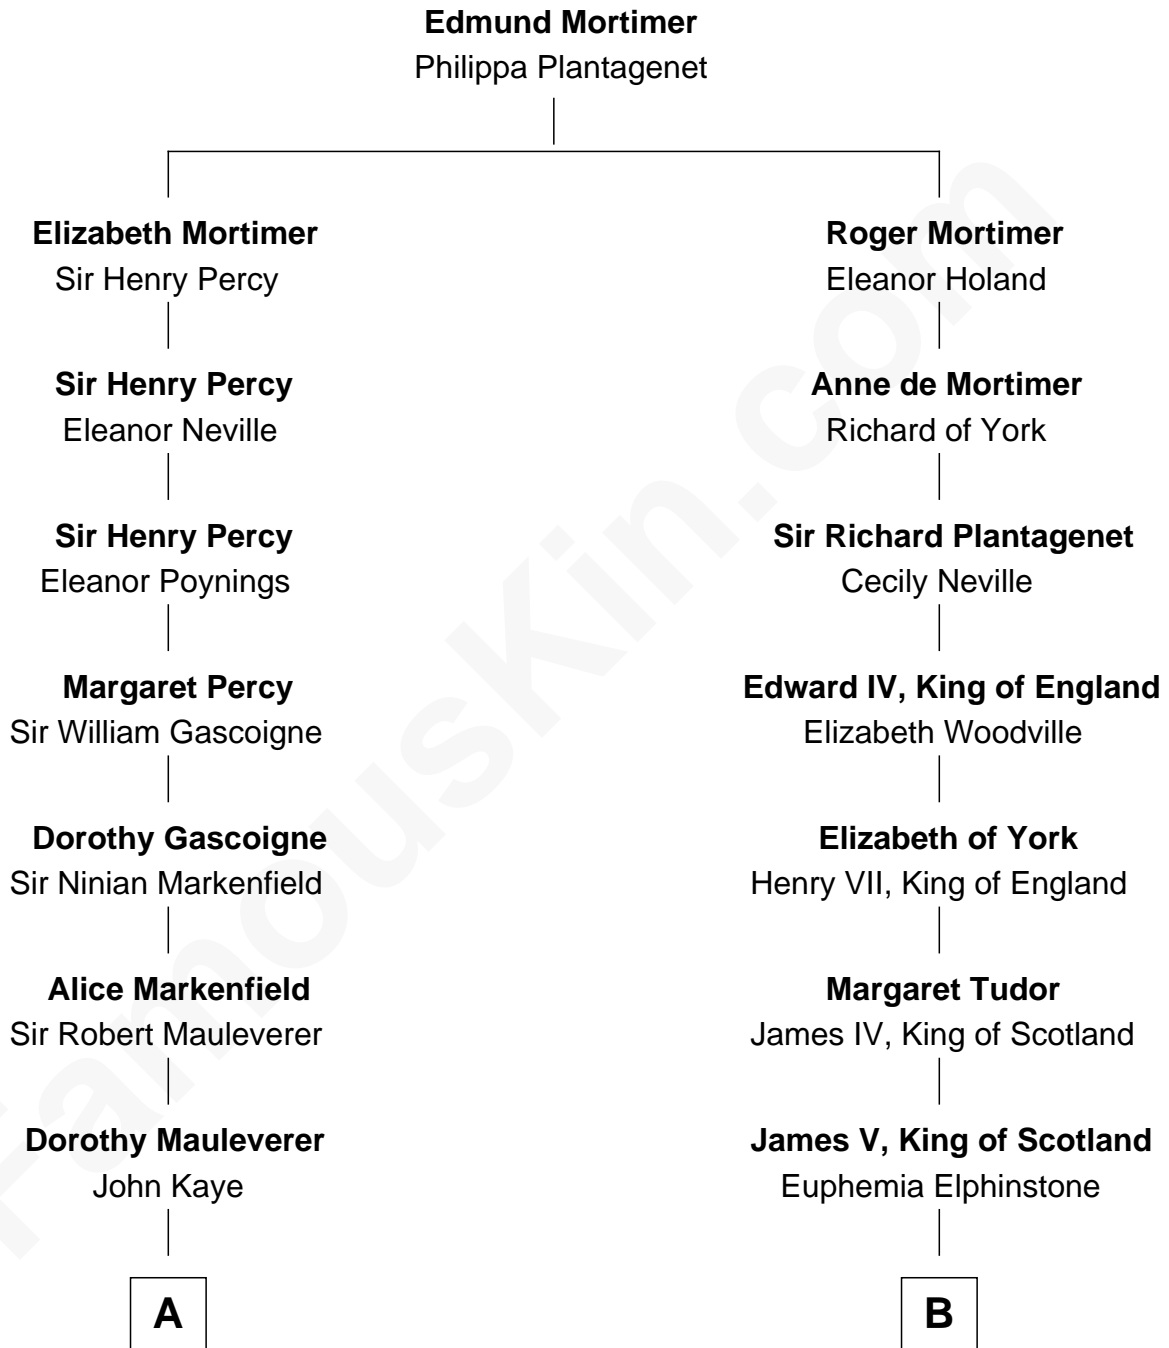 Edmund Mortimer
Philippa Plantagenet
Elizabeth Mortimer
Sir Henry Percy
Sir Henry Percy
Eleanor Neville
Sir Henry Percy
Eleanor Poynings
Margaret Percy
Sir William Gascoigne
Dorothy Gascoigne
Sir Ninian Markenfield
Alice Markenfield
Sir Robert Mauleverer
Dorothy Mauleverer
John Kaye
A
Roger Mortimer
Eleanor Holand
Anne de Mortimer
Richard of York
Sir Richard Plantagenet
Cecily Neville
Edward IV, King of England
Elizabeth Woodville
Elizabeth of York
Henry VII, King of England
Margaret Tudor
James IV, King of Scotland
James V, King of Scotland
Euphemia Elphinstone
B
FamousKin.com